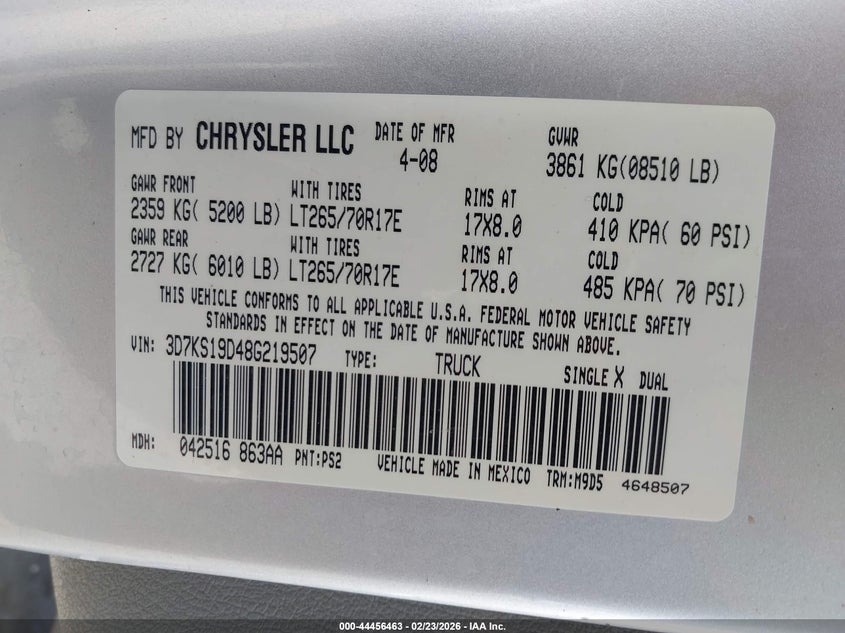 MFD BY CHRYSLER LLC DATE OF MFR 4-08 GVWR 3861 KG(08510 LB)
GAWR FRONT WITH TIRES RIMS AT COLD
2359 KG( 5200 LB) LT265/70R17E 17X8.0 410 KPA( 60 PSI)
GAWR REAR WITH TIRES RIMS AT COLD
2727 KG( 6010 LB) LT265/70R17E 17X8.0 485 KPA( 70 PSI)
THIS VEHICLE CONFORMS TO ALL APPLICABLE U.S.A. FEDERAL MOTOR VEHICLE SAFETY
STANDARDS IN EFFECT ON THE DATE OF MANUFACTURE SHOWN ABOVE.
VIN: 3D7KS19D48G219507 TYPE: TRUCK SINGLE X DUAL
MDH: 042516 863AA PNT:PS2 VEHICLE MADE IN MEXICO TRM:M9D5 4648507
000-44456463 - 02/23/2026 - IAA Inc.